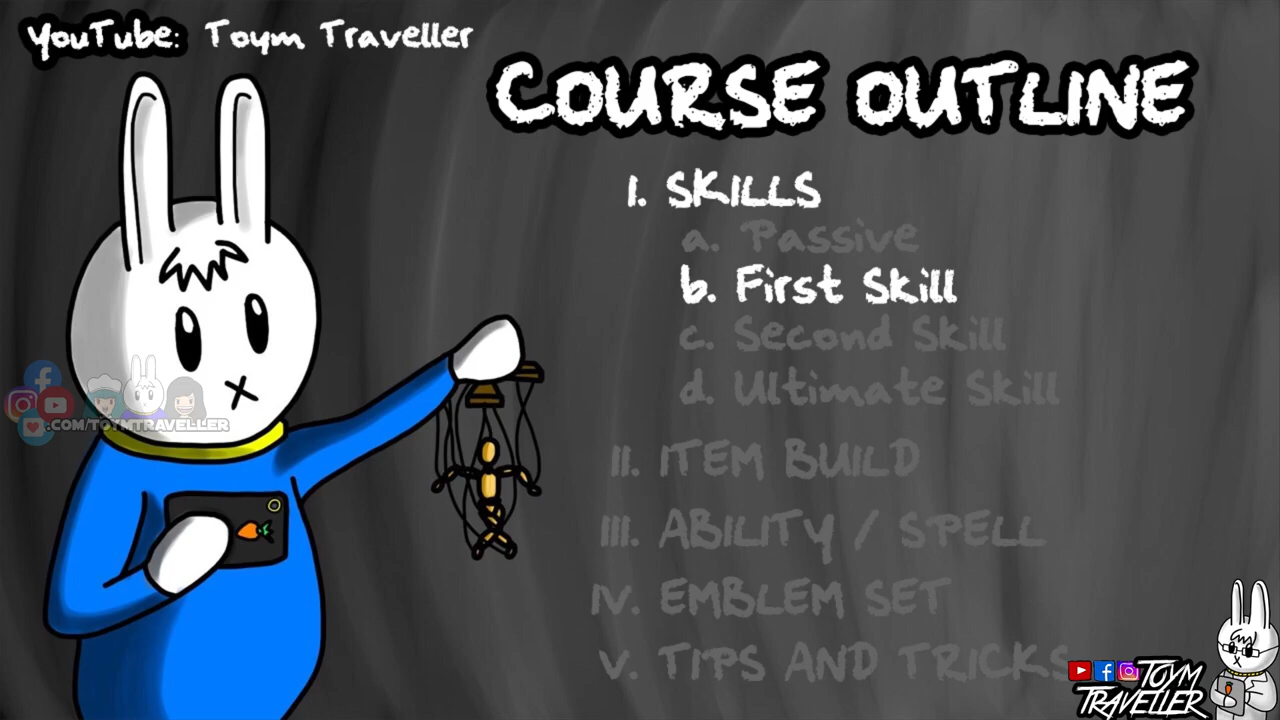 YouTube: Toym Traveller
COURSE OUTLINE
I. SKILLS
a. Passive
b. First Skill
c. Second Skill
d. Ultimate Skill
II. ITEM BUILD
III. ABILITY / SPELL
IV. EMBLEM SET
V. TIPS AND TRICKS
.COM/TOYMTRAVELLER
TOYM
TRAVELLER